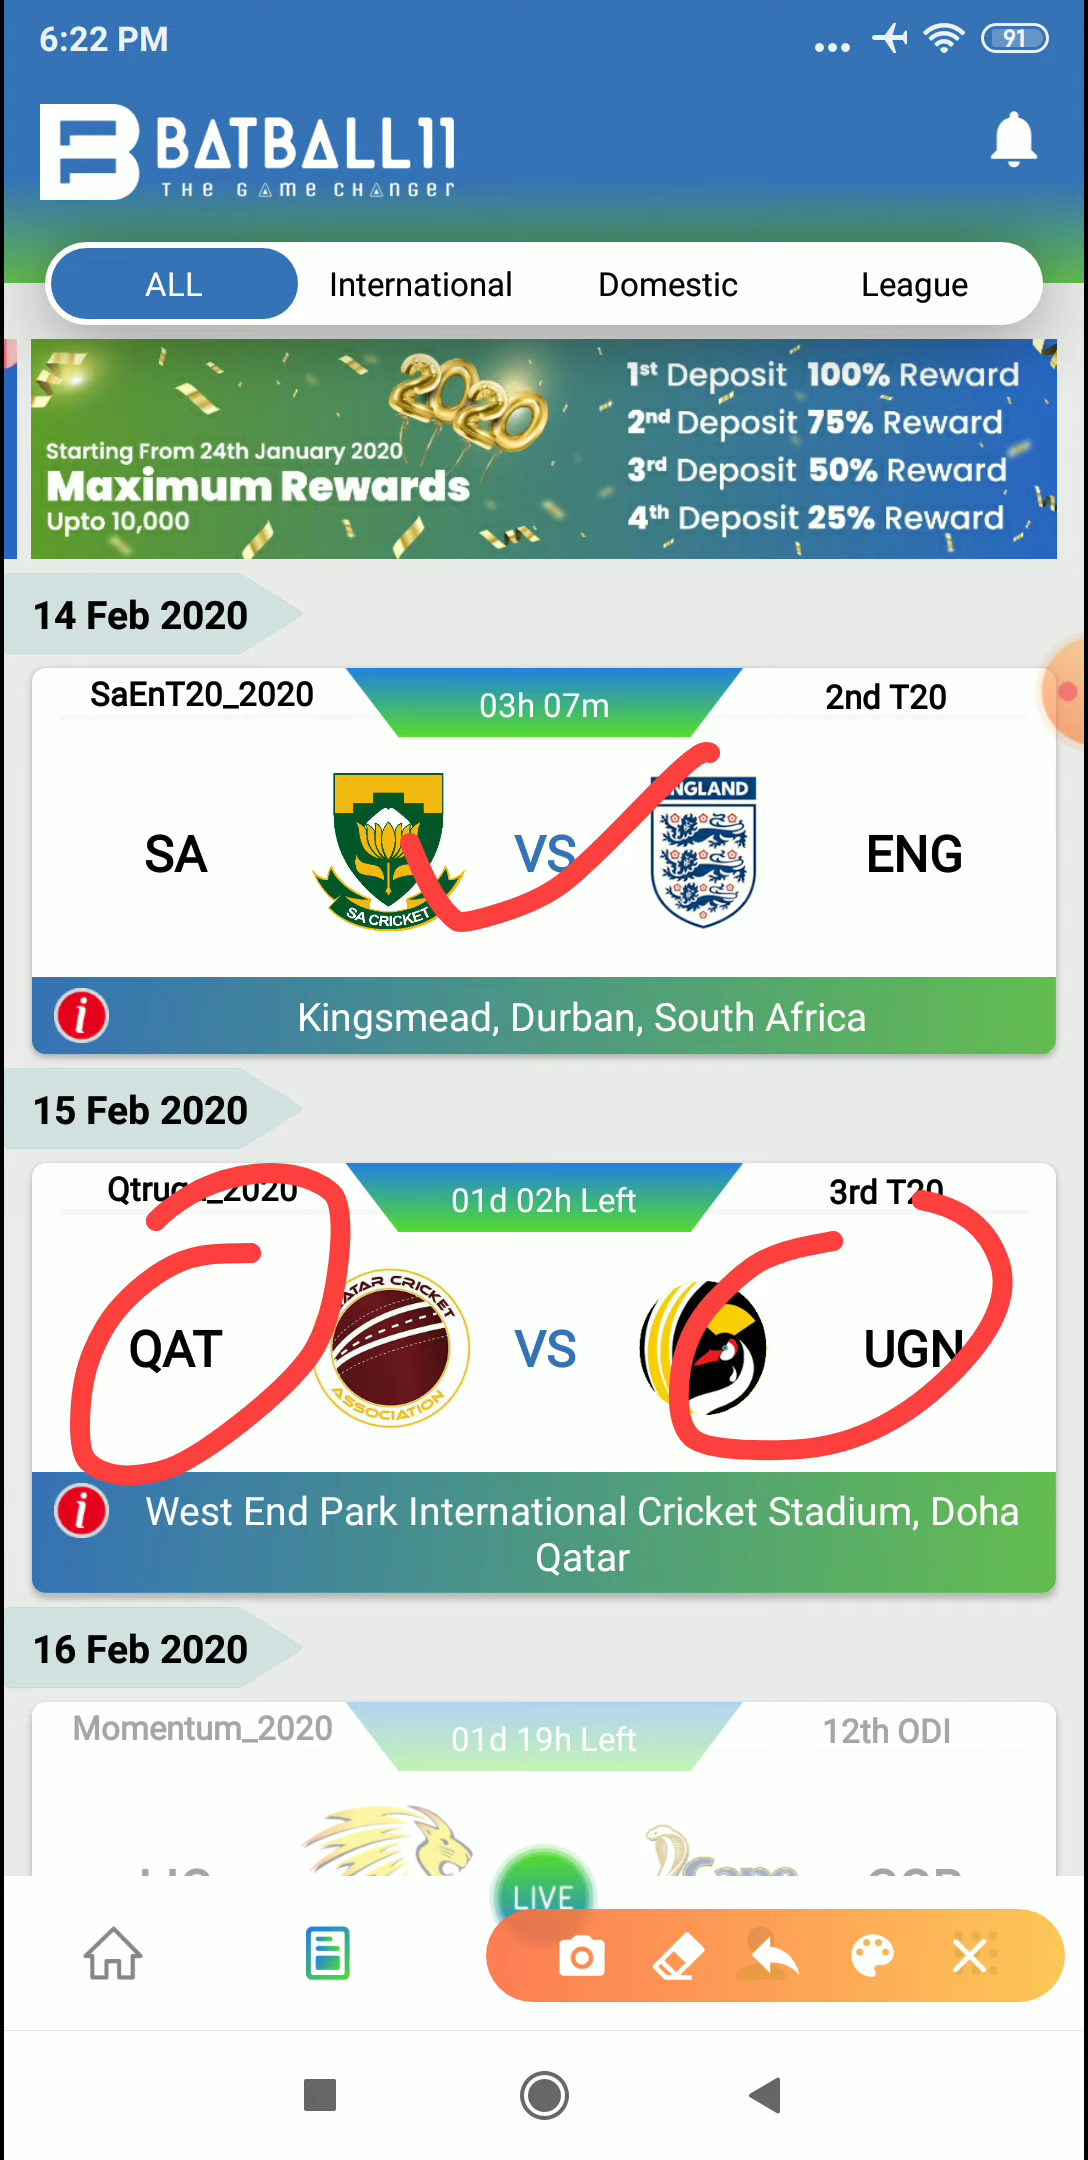 6:22 PM
91
BATBALL11
THE GAME CHANGER
ALL International Domestic League
2020
Starting From 24th January 2020
Maximum Rewards
Upto 10,000
1st Deposit 100% Reward
2nd Deposit 75% Reward
3rd Deposit 50% Reward
4th Deposit 25% Reward
14 Feb 2020
SaEnT20_2020 03h 07m 2nd T20
SA VS ENG
SA CRICKET
Kingsmead, Durban, South Africa
15 Feb 2020
01d 02h Left 3rd T20
QAT VS UGN
CRICKET
ASSOCIATION
West End Park International Cricket Stadium, Doha
Qatar
16 Feb 2020
Momentum_2020 01d 19h Left 12th ODI
LIVE